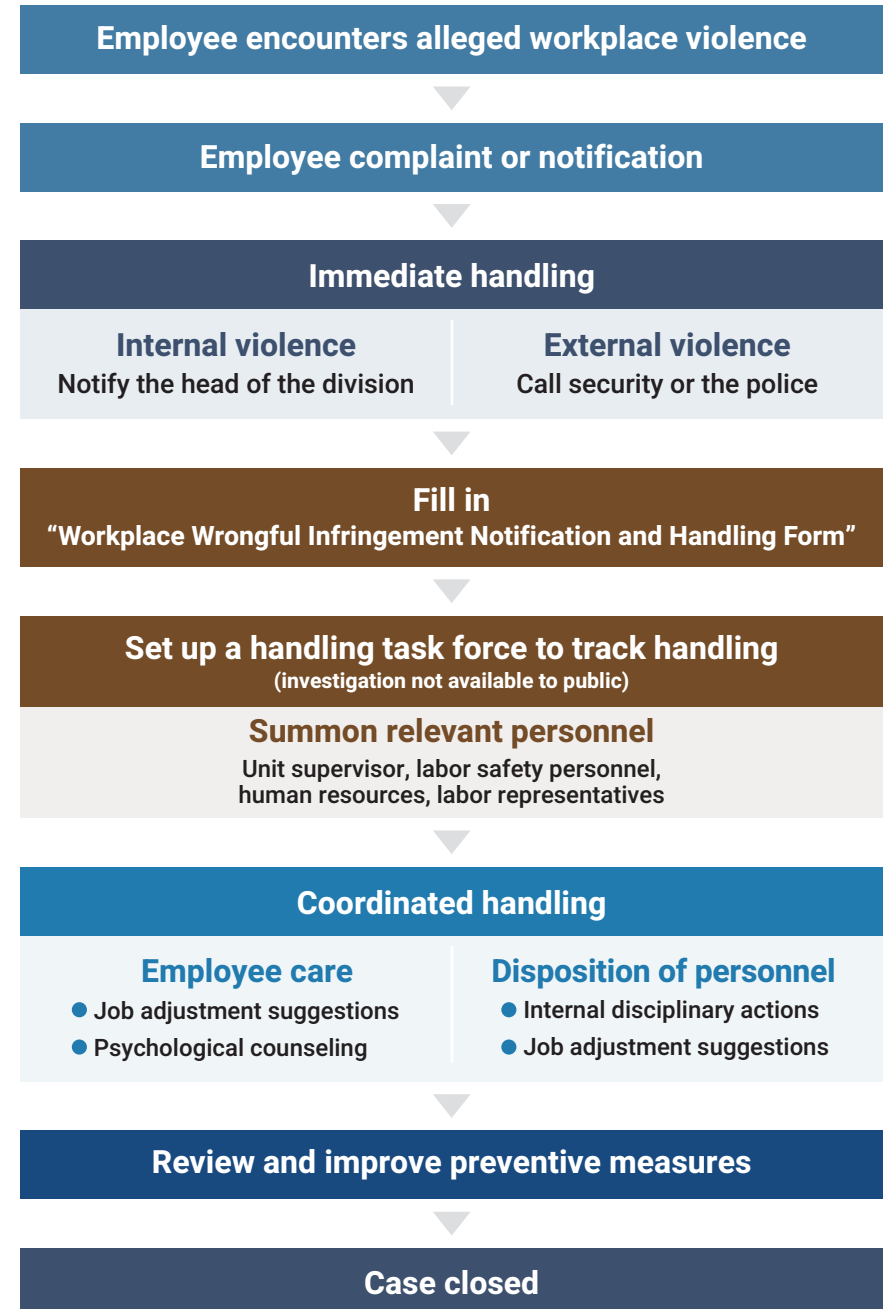 Employee encounters alleged workplace violence
Employee complaint or notification
Immediate handling
Internal violence
Notify the head of the division
External violence
Call security or the police
Fill in
“Workplace Wrongful Infringement Notification and Handling Form”
Set up a handling task force to track handling
(investigation not available to public)
Summon relevant personnel
Unit supervisor, labor safety personnel,
human resources, labor representatives
Coordinated handling
Employee care
● Job adjustment suggestions
● Psychological counseling
Disposition of personnel
● Internal disciplinary actions
● Job adjustment suggestions
Review and improve preventive measures
Case closed